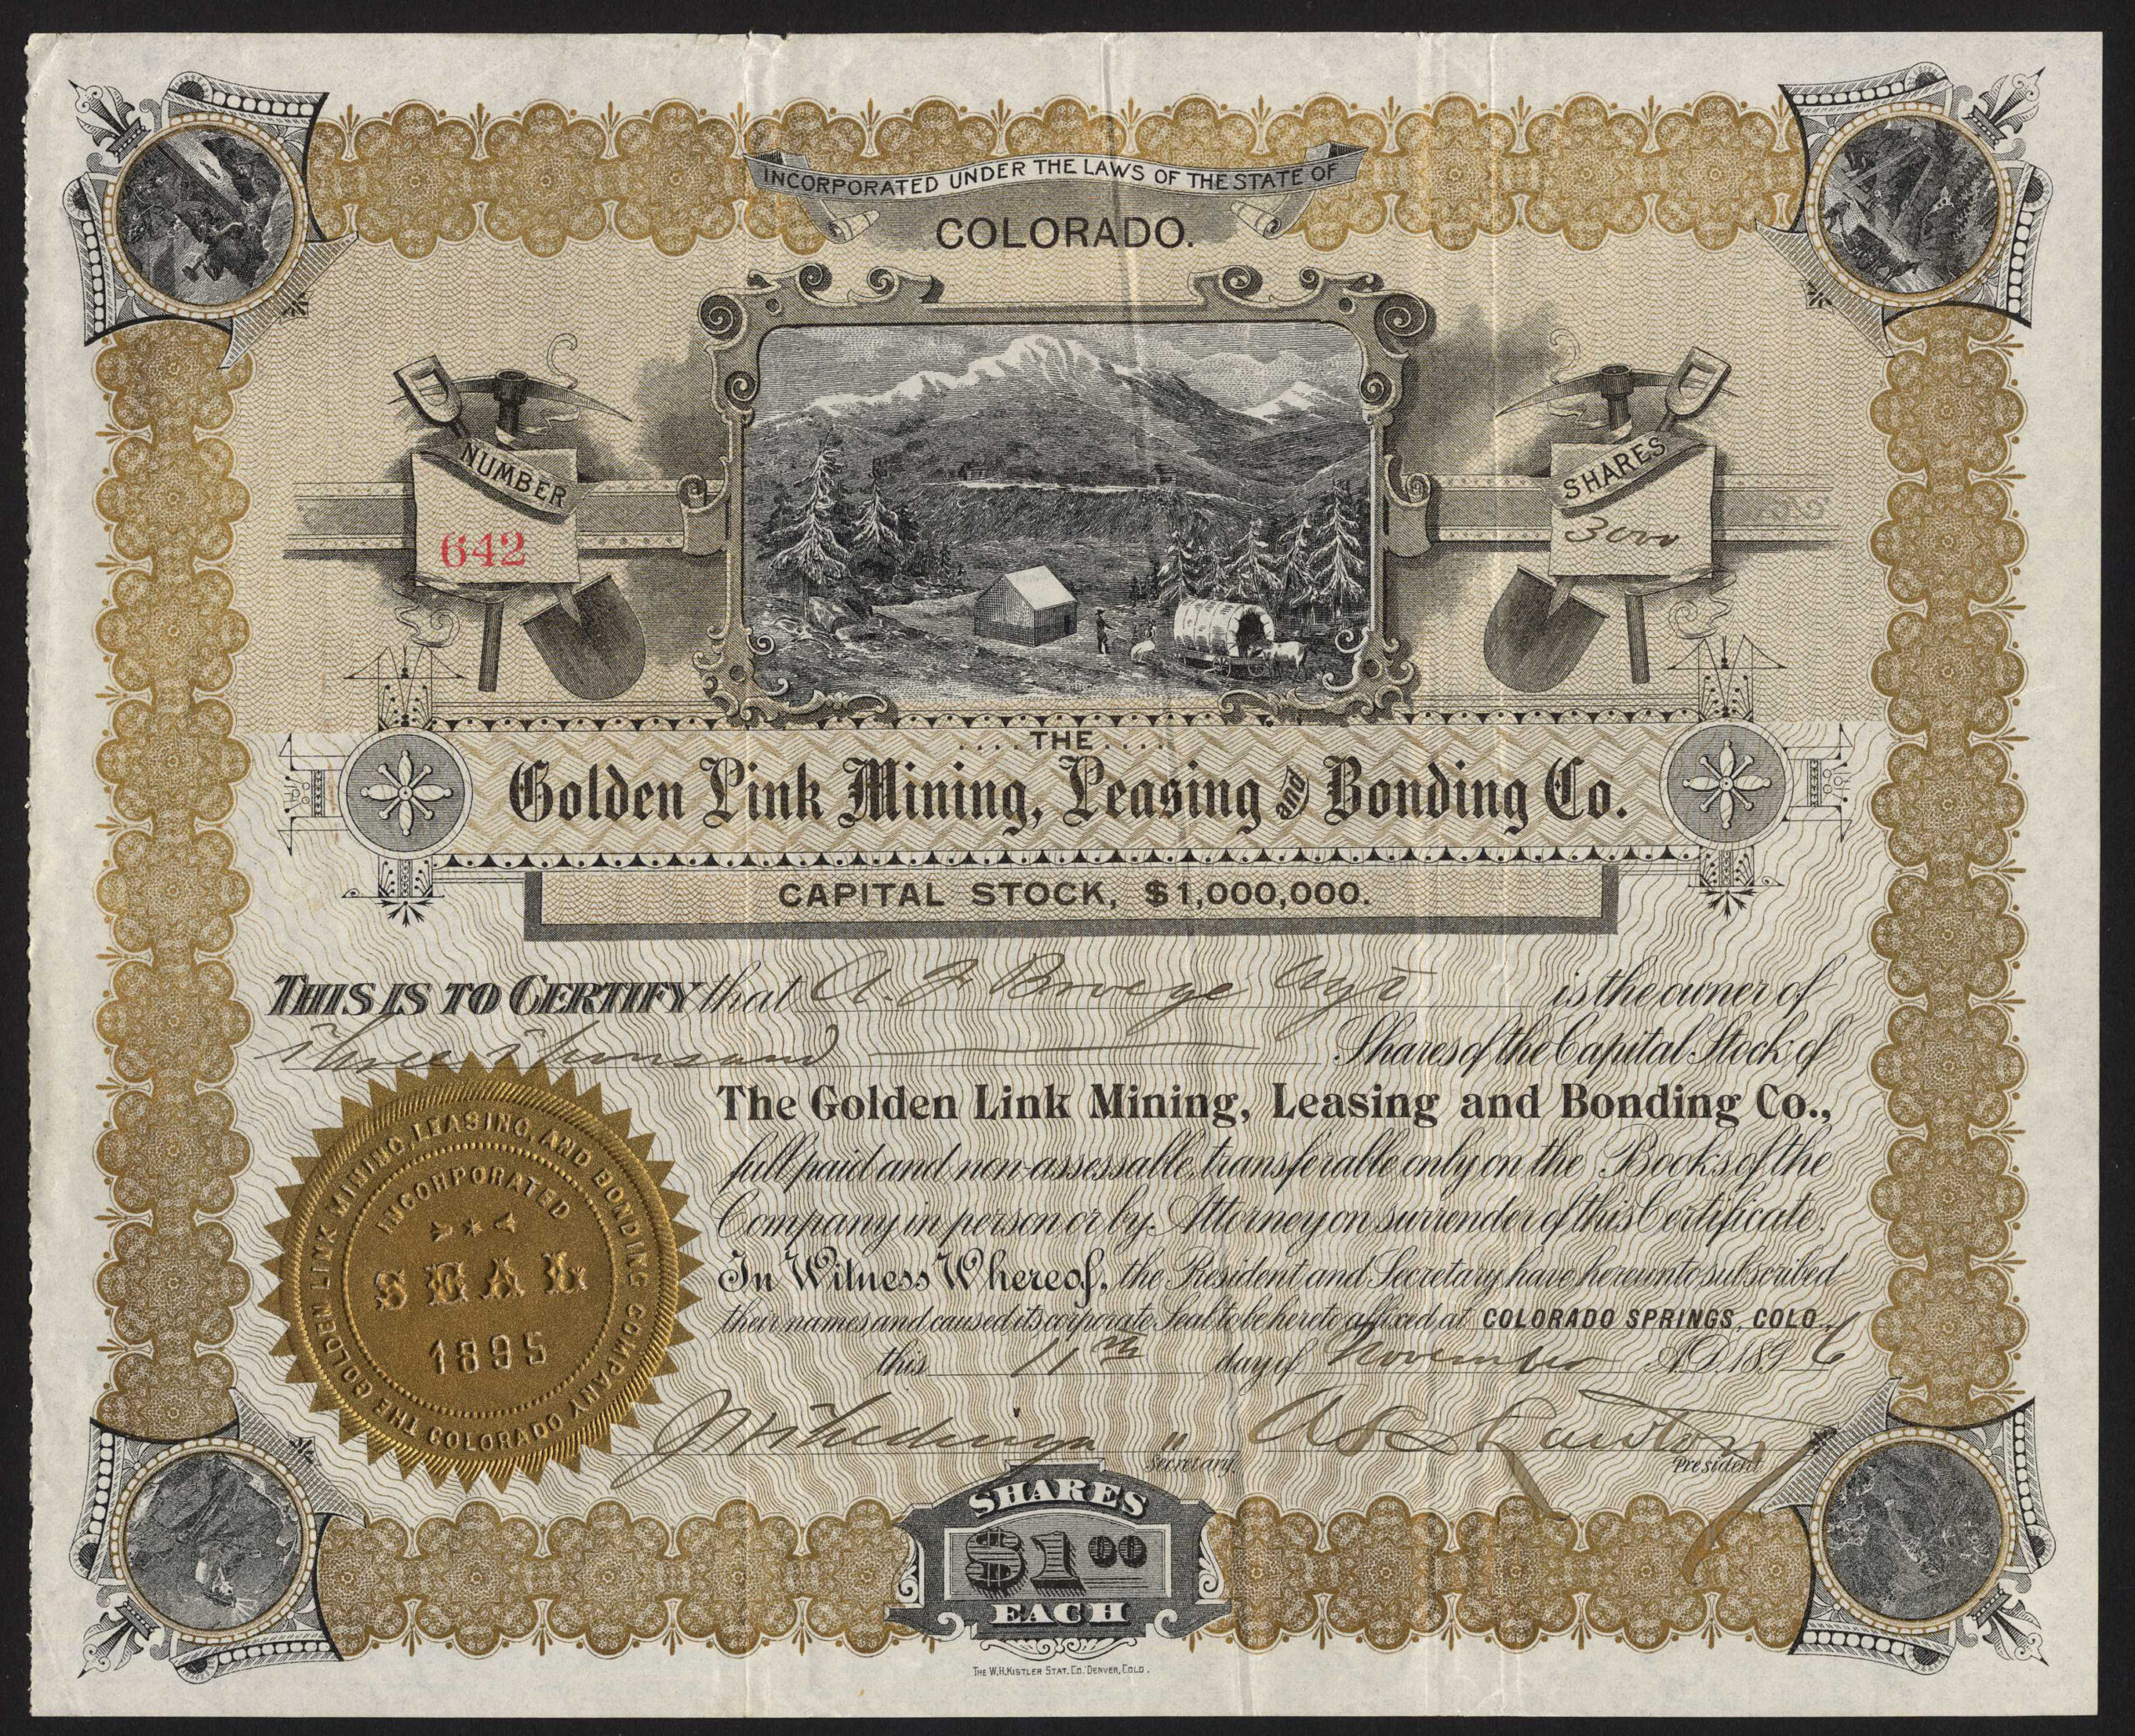 INCORPORATED UNDER THE LAWS OF THE STATE OF
COLORADO.
NUMBER
642
SHARES
3000
....THE....
Golden Link Mining, Leasing and Bonding Co.
CAPITAL STOCK, $1,000,000.
THIS IS TO CERTIFY that A. is the owner of
three thousand Shares of the Capital Stock of
The Golden Link Mining, Leasing and Bonding Co.,
full paid and non-assessable, transferable only on the Books of the
Company in person or by Attorney on surrender of this Certificate.
In Witness Whereof, the President and Secretary have hereunto subscribed
their names and caused its corporate Seal to be hereto affixed at COLORADO SPRINGS, COLO.,
this 11th day of November A.D. 1896
Secretary.
President
THE GOLDEN LINK MINING, LEASING, AND BONDING COMPANY
COLORADO
INCORPORATED
SEAL
1895
SHARES
$1.00
EACH
THE W.H. KISTLER STAT. CO. DENVER, COLO.